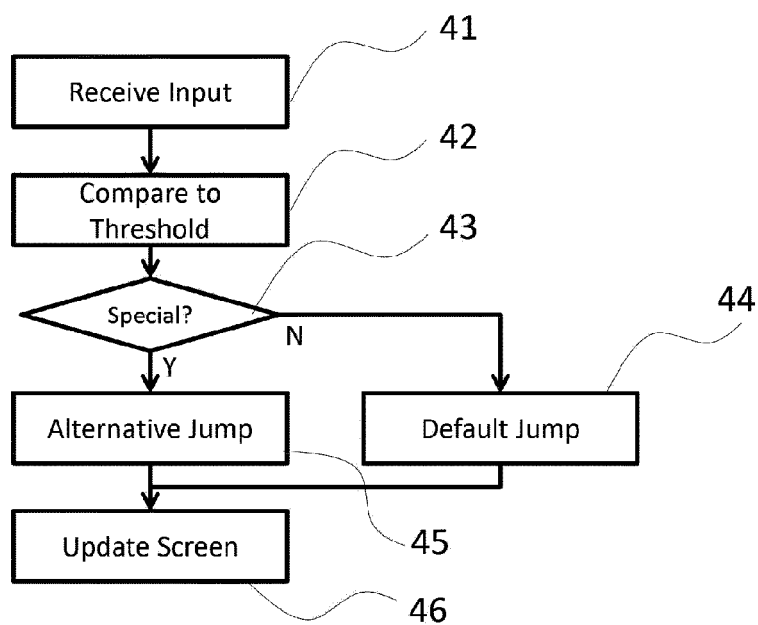 41
Receive Input
42
Compare to
Threshold
43
Special?
N
44
Y
Alternative Jump
Default Jump
45
Update Screen
46